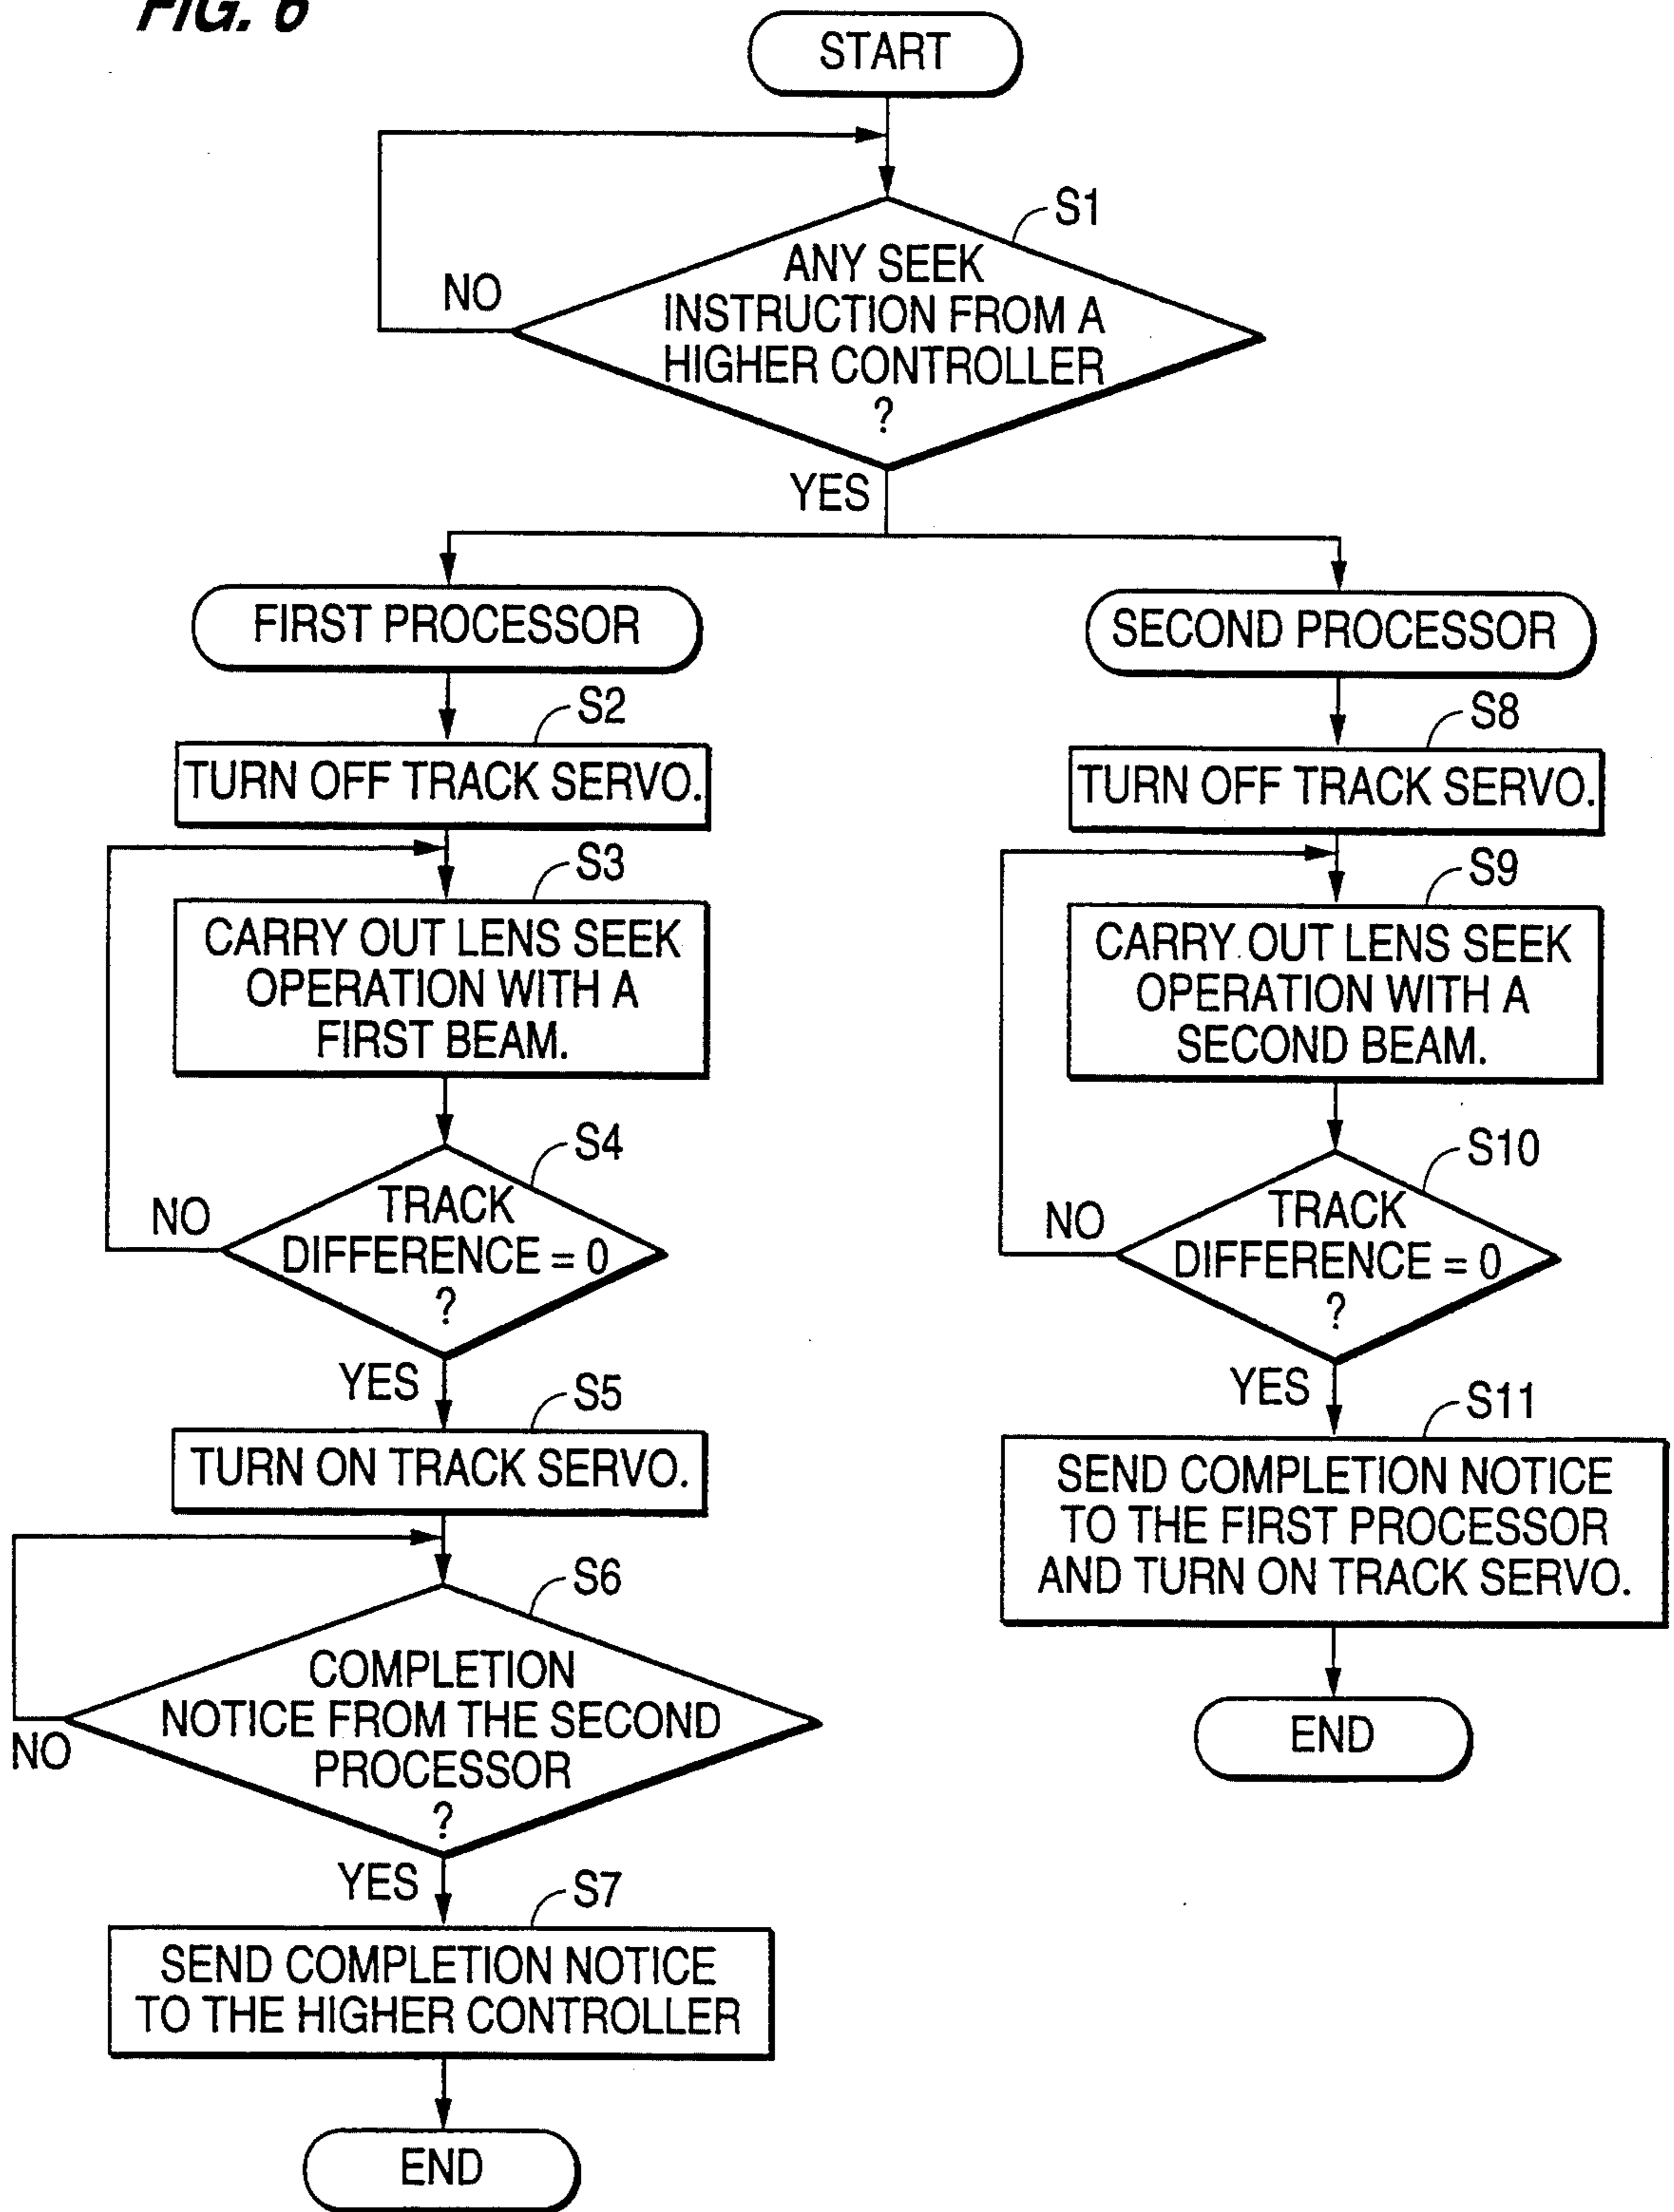 FIG. 6
START
S1
ANY SEEK
INSTRUCTION FROM A
HIGHER CONTROLLER
?
NO
YES
FIRST PROCESSOR
S2
TURN OFF TRACK SERVO.
S3
CARRY OUT LENS SEEK
OPERATION WITH A
FIRST BEAM.
S4
TRACK
DIFFERENCE = 0
?
NO
YES
S5
TURN ON TRACK SERVO.
S6
COMPLETION
NOTICE FROM THE SECOND
PROCESSOR
?
NO
YES
S7
SEND COMPLETION NOTICE
TO THE HIGHER CONTROLLER
END
SECOND PROCESSOR
S8
TURN OFF TRACK SERVO.
S9
CARRY OUT LENS SEEK
OPERATION WITH A
SECOND BEAM.
S10
TRACK
DIFFERENCE = 0
?
NO
YES
S11
SEND COMPLETION NOTICE
TO THE FIRST PROCESSOR
AND TURN ON TRACK SERVO.
END